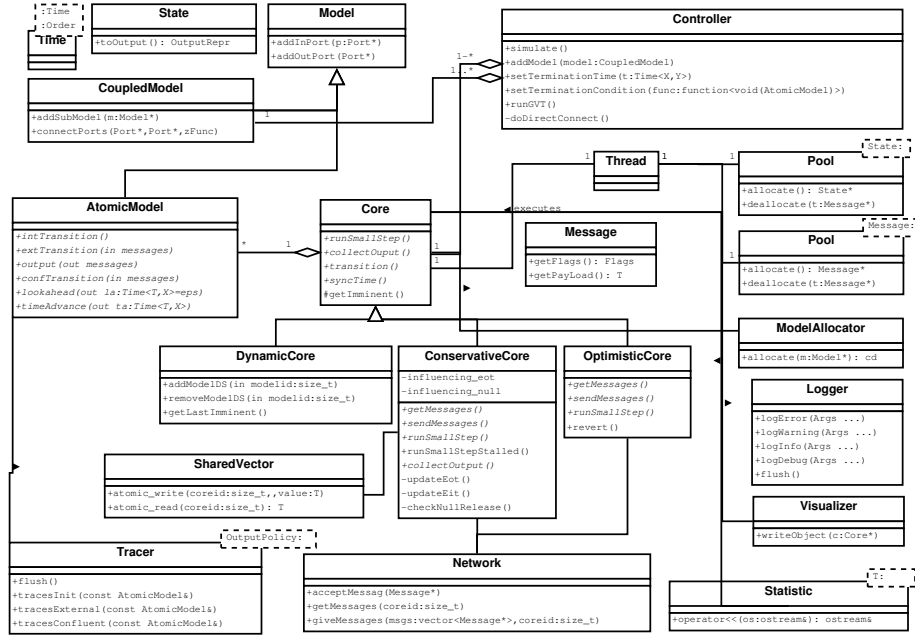 :Time
:Order
Time
State
+toOutput(): OutputRepr
Model
+addInPort(p:Port*)
+addOutPort(Port*)
Controller
+simulate()
+addModel(model:CoupledModel)
+setTerminationTime(t:Time<X,Y>)
+setTerminationCondition(func:function<void(AtomicModel)>)
+runGVT()
-doDirectConnect()
1-*
1..*
CoupledModel
+addSubModel(m:Model*)
+connectPorts(Port*,Port*,zFunc)
1
Thread
1
1
1
State:
Pool
+allocate(): State*
+deallocate(t:Message*)
AtomicModel
+intTransition()
+extTransition(in messages)
+output(out messages)
+confTransition(in messages)
+lookahead(out la:Time<T,X>=eps)
+timeAdvance(out ta:Time<T,X>)
*
1
Core
+runSmallStep()
+collectOuput()
+transition()
+syncTime()
#getImminent()
1
1
executes
Message
+getFlags(): Flags
+getPayLoad(): T
Message:
Pool
+allocate(): Message*
+deallocate(t:Message*)
1
ModelAllocator
+allocate(m:Model*): cd
DynamicCore
+addModelDS(in modelid:size_t)
+removeModelDS(in modelid:size_t)
+getLastImminent()
ConservativeCore
-influencing_eot
-influencing_null
+getMessages()
+sendMessages()
+runSmallStep()
+runSmallStepStalled()
+collectOutput()
-updateEot()
-updateEit()
-checkNullRelease()
OptimisticCore
+getMessages()
+sendMessages()
+runSmallStep()
+revert()
Logger
+logError(Args ...)
+logWarning(Args ...)
+logInfo(Args ...)
+logDebug(Args ...)
+flush()
SharedVector
+atomic_write(coreid:size_t,,value:T)
+atomic_read(coreid:size_t): T
Visualizer
+writeObject(c:Core*)
OutputPolicy:
Tracer
+flush()
+tracesInit(const AtomicModel&)
+tracesExternal(const AtomicModel&)
+tracesConfluent(const AtomicModel&)
Network
+acceptMessag(Message*)
+getMessages(coreid:size_t)
+giveMessages(msgs:vector<Message*>,coreid:size_t)
T:
Statistic
+operator<<(os:ostream&): ostream&